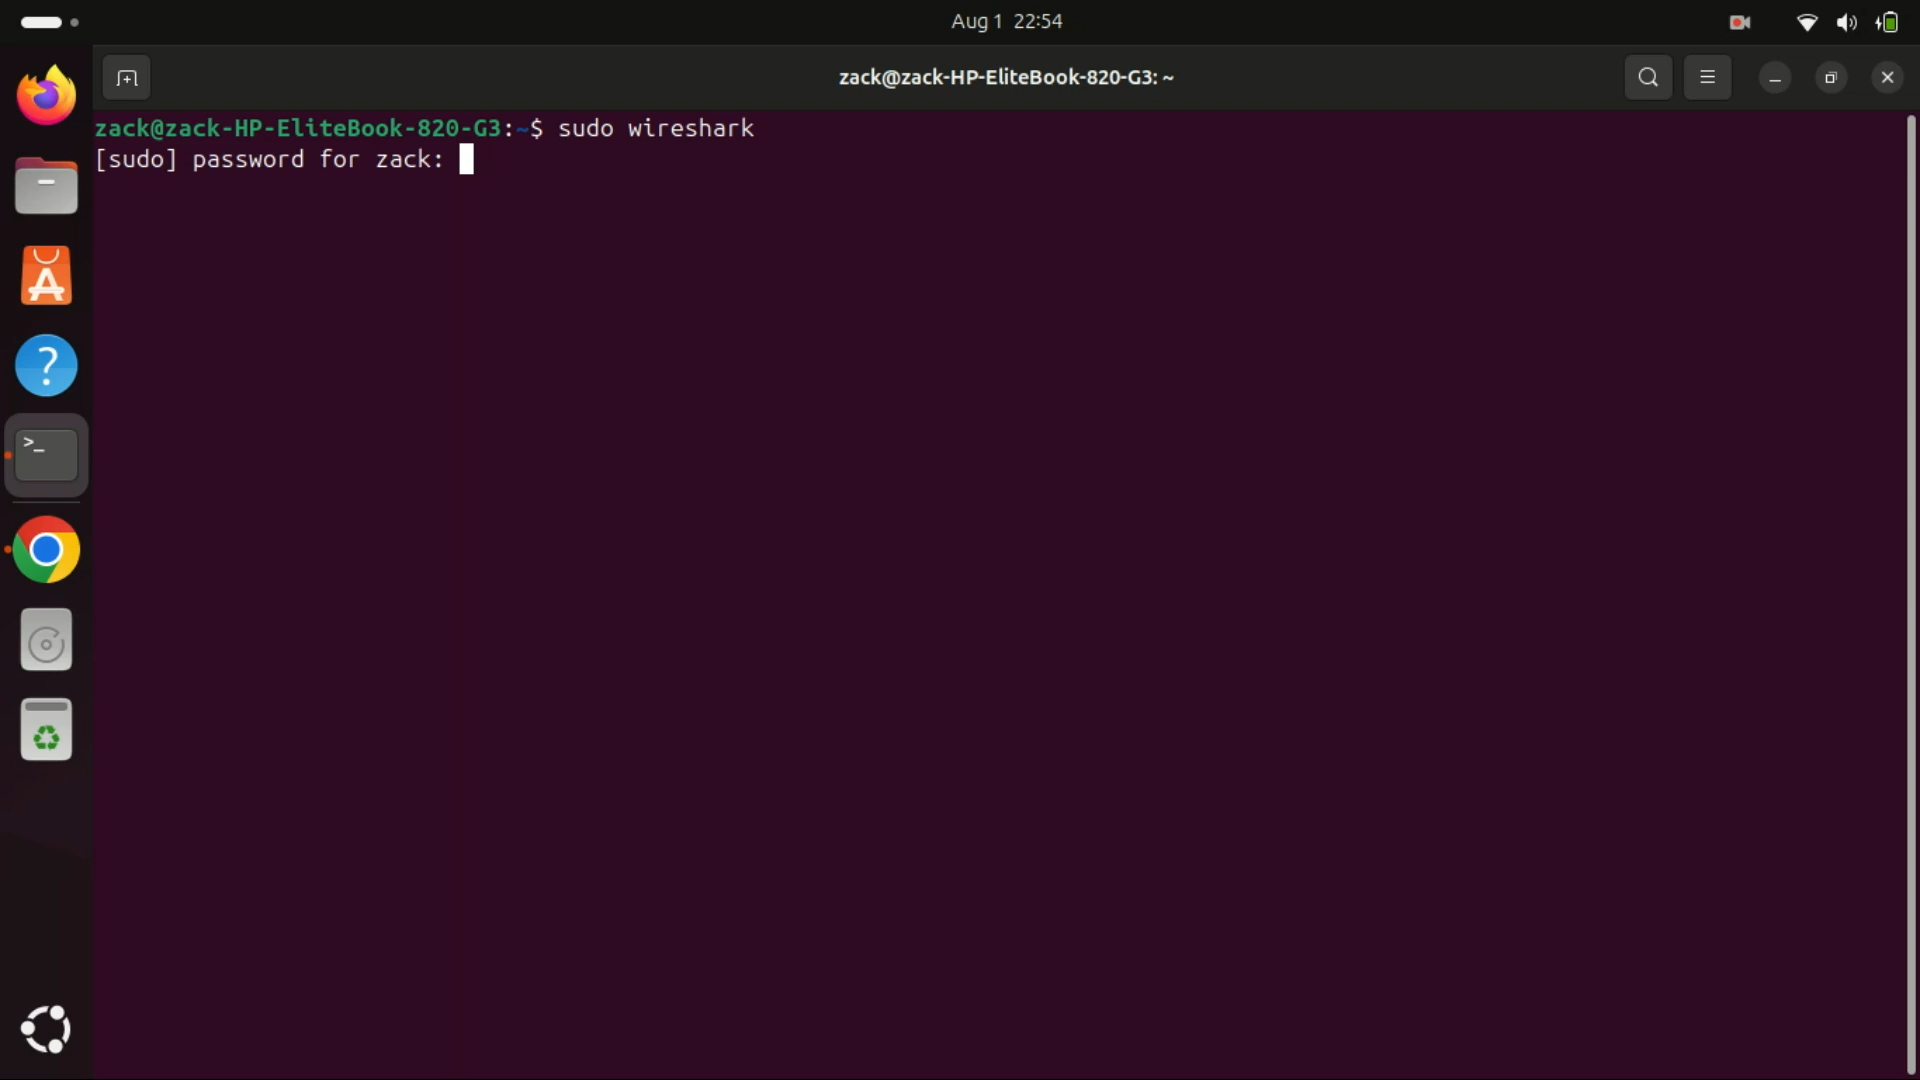 Aug 1 22:54
zack@zack-HP-EliteBook-820-G3: ~
zack@zack-HP-EliteBook-820-G3:~$ sudo wireshark
[sudo] password for zack: